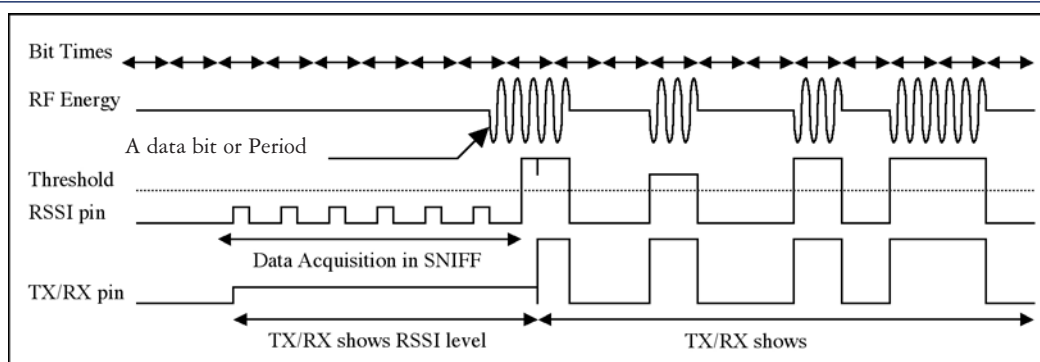 Bit Times
RF Energy
A data bit or Period
Threshold
RSSI pin
Data Acquisition in SNIFF
TX/RX pin
TX/RX shows RSSI level
TX/RX shows